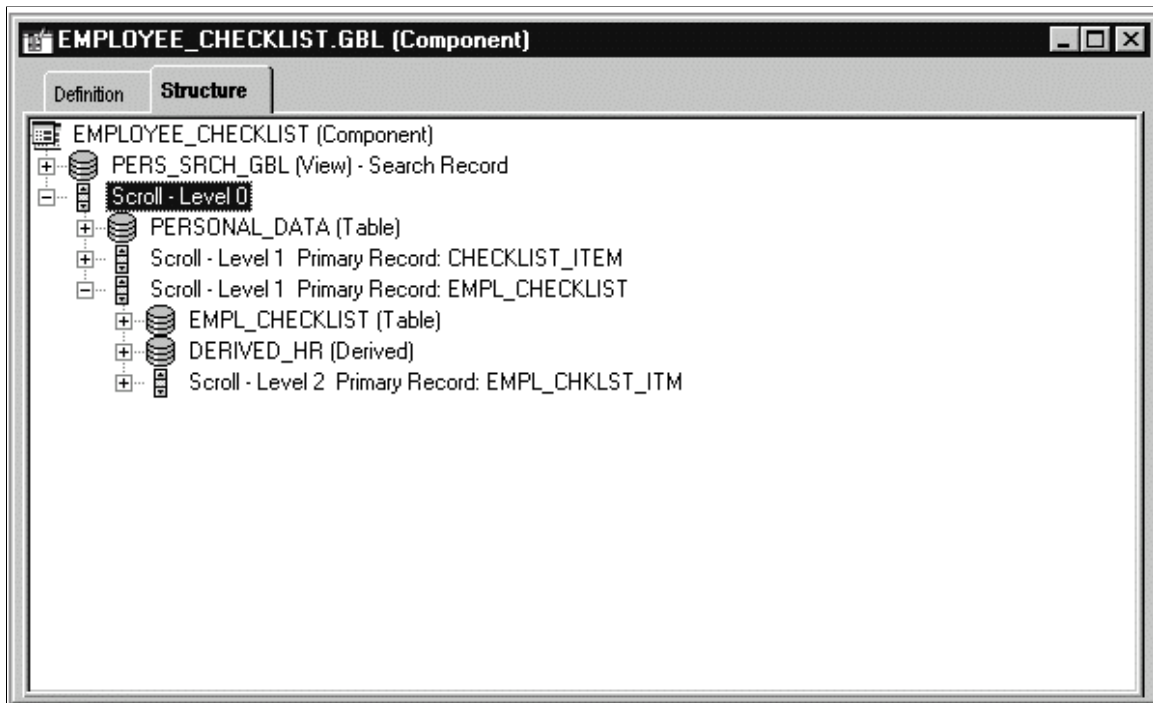 EMPLOYEE_CHECKLIST.GBL (Component)
Definition Structure
EMPLOYEE_CHECKLIST (Component)
PERS_SRCH_GBL (View) - Search Record
Scroll - Level 0
PERSONAL_DATA (Table)
Scroll - Level 1 Primary Record: CHECKLIST_ITEM
Scroll - Level 1 Primary Record: EMPL_CHECKLIST
EMPL_CHECKLIST (Table)
DERIVED_HR (Derived)
Scroll - Level 2 Primary Record: EMPL_CHKLST_ITM